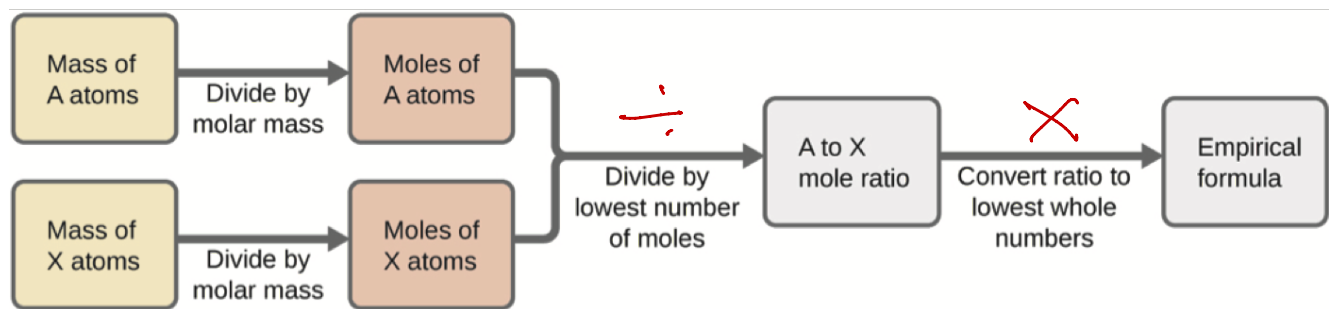 Mass of
A atoms
Divide by
molar mass
Moles of
A atoms
Mass of
X atoms
Divide by
molar mass
Moles of
X atoms
÷
Divide by
lowest number
of moles
A to X
mole ratio
×
Convert ratio to
lowest whole
numbers
Empirical
formula